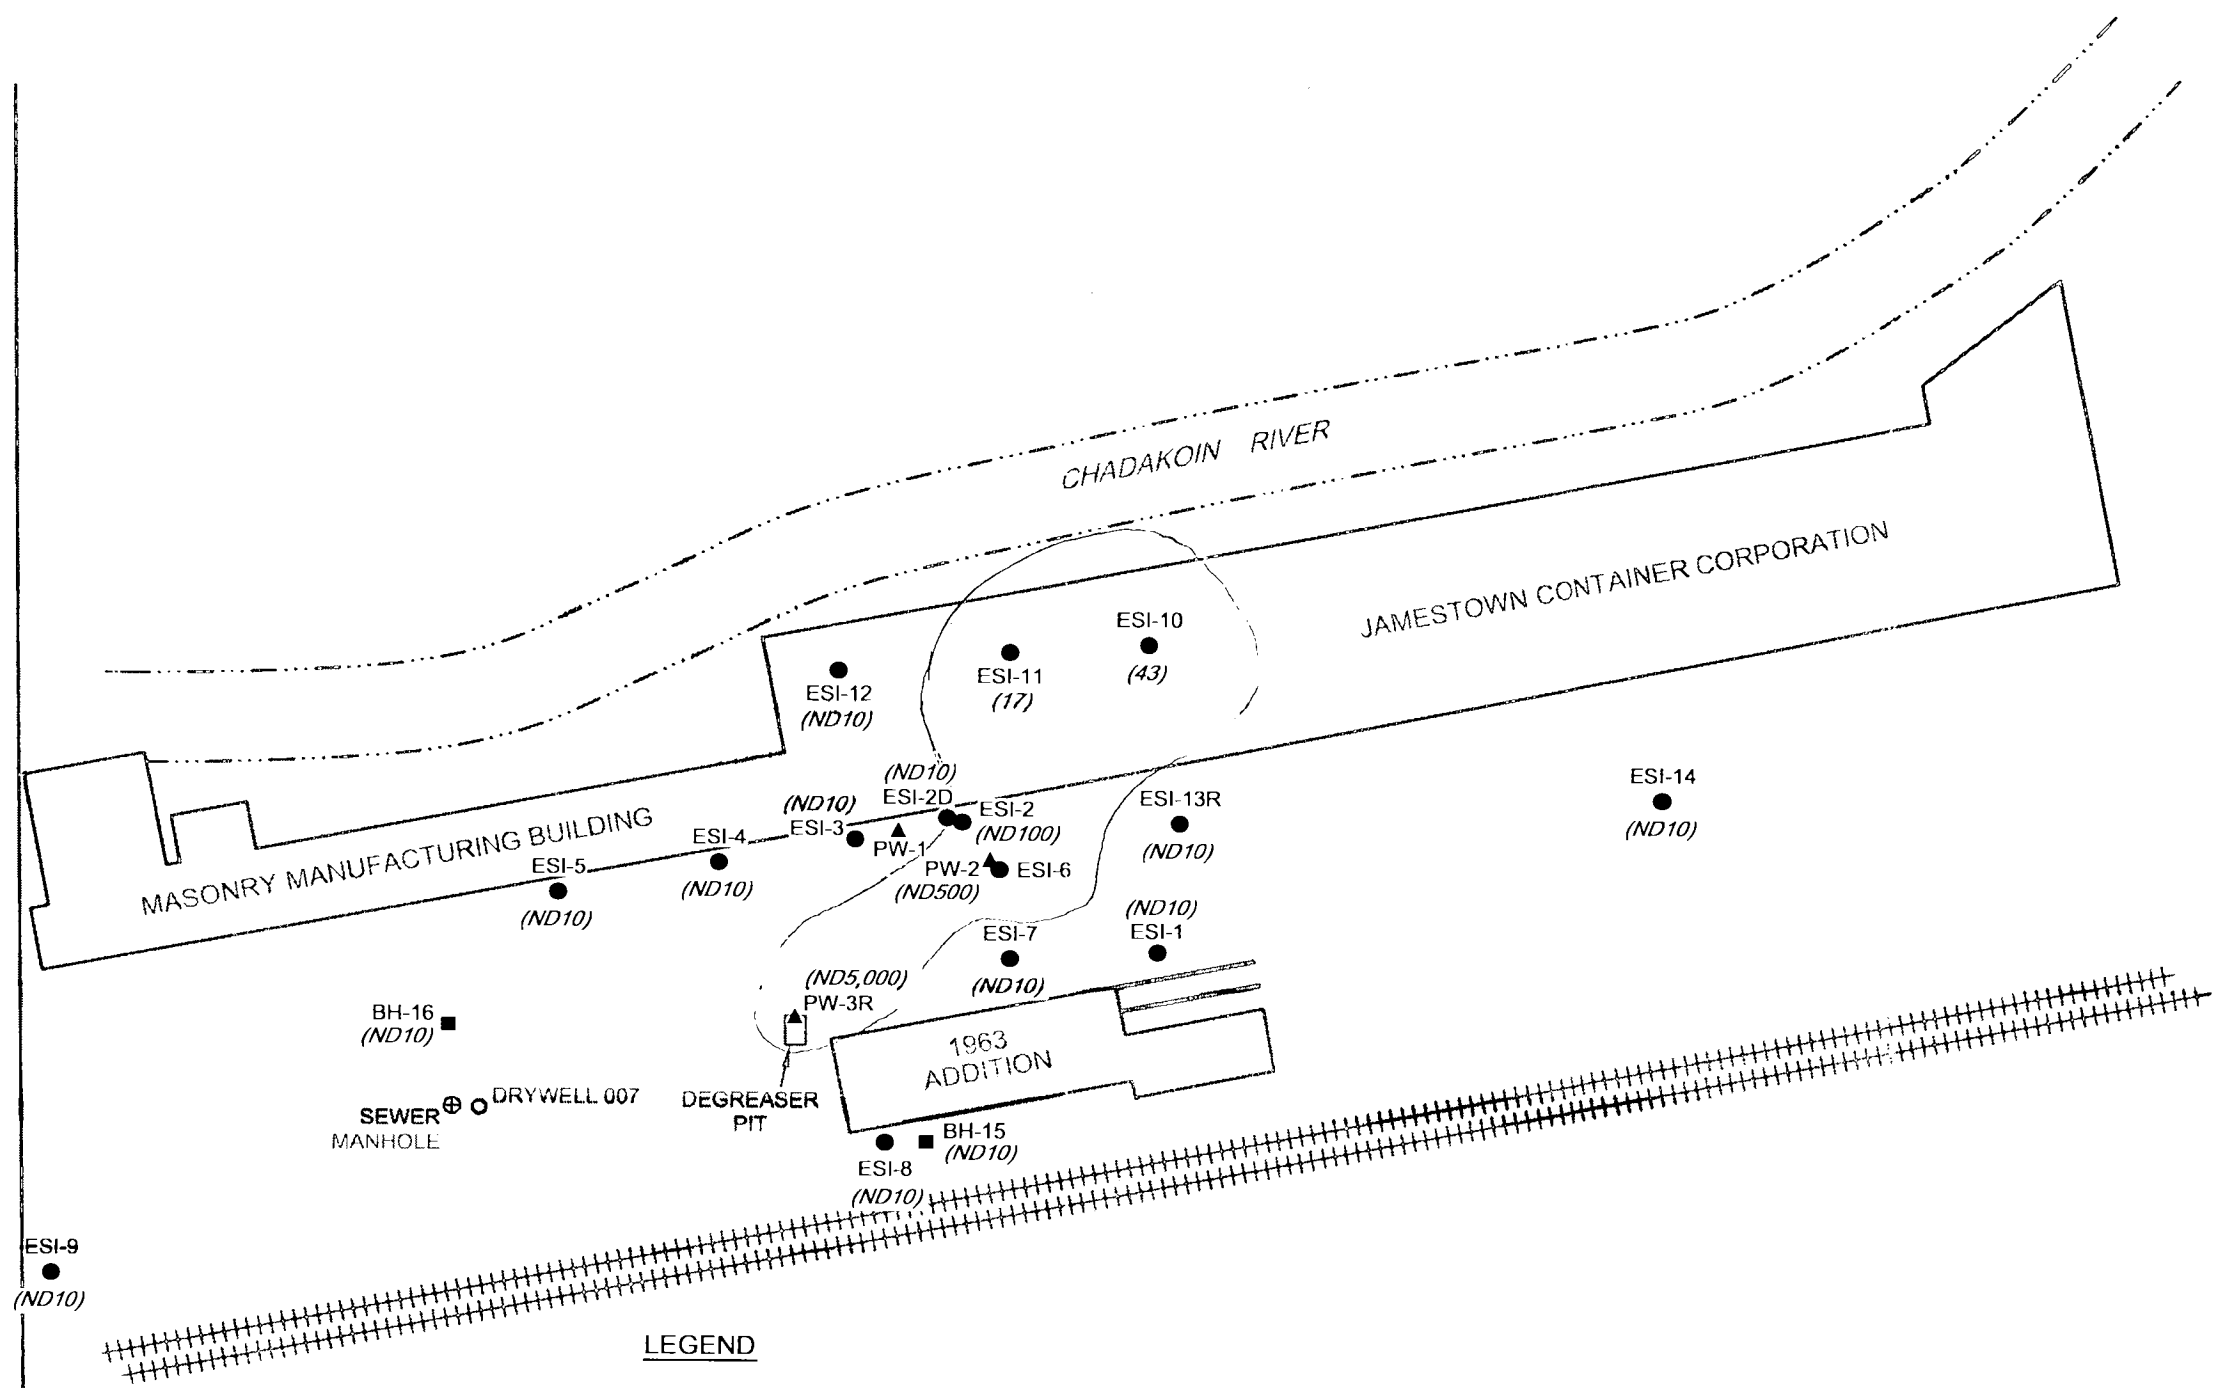 CHADAKOIN RIVER
JAMESTOWN CONTAINER CORPORATION
ESI-10
(43)
ESI-11
(17)
ESI-12
(ND10)
(ND10)
ESI-2D
ESI-2
(ND100)
(ND10)
ESI-3
PW-1
ESI-14
(ND10)
ESI-13R
(ND10)
MASONRY MANUFACTURING BUILDING
ESI-4
(ND10)
ESI-5
(ND10)
PW-2
(ND500)
ESI-6
(ND10)
ESI-1
ESI-7
(ND10)
(ND5,000)
PW-3R
BH-16
(ND10)
1963
ADDITION
DRYWELL 007
SEWER
MANHOLE
DEGREASER
PIT
BH-15
(ND10)
ESI-8
(ND10)
ESI-9
(ND10)
LEGEND